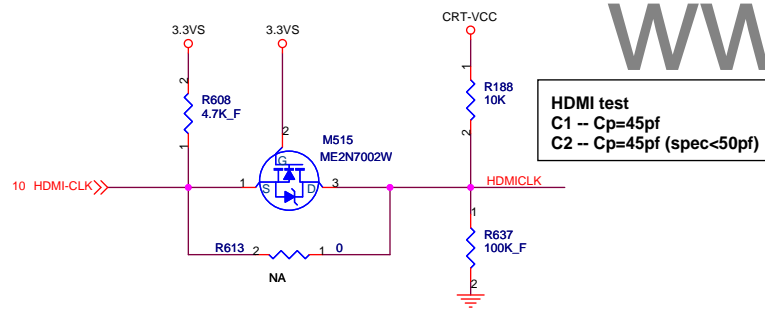 WW
3.3VS
3.3VS
CRT-VCC
2
R608
4.7K_F
1
2
M515
ME2N7002W
G
S
D
1
3
1
R188
10K
2
HDMI test
C1 -- Cp=45pf
C2 -- Cp=45pf (spec<50pf)
10 HDMI-CLK
HDMICLK
R613
2
1
0
NA
1
R637
100K_F
2